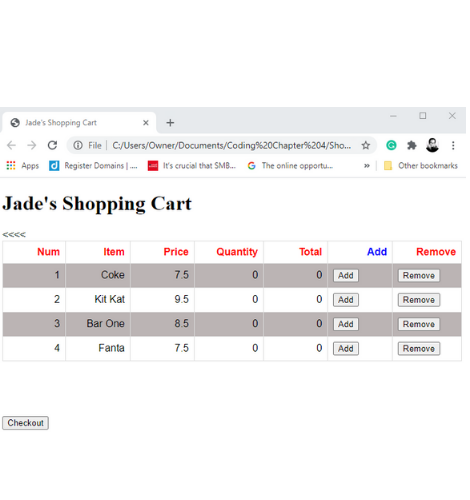 Jade's Shopping Cart
File | C:/Users/Owner/Documents/Coding%20Chapter%204/Sho...
Apps Register Domains | .... It's crucial that SMB... G The online opportu... » Other bookmarks
Jade's Shopping Cart
<<<<
Num Item Price Quantity Total Add Remove
1 Coke 7.5 0 0 Add Remove
2 Kit Kat 9.5 0 0 Add Remove
3 Bar One 8.5 0 0 Add Remove
4 Fanta 7.5 0 0 Add Remove
Checkout